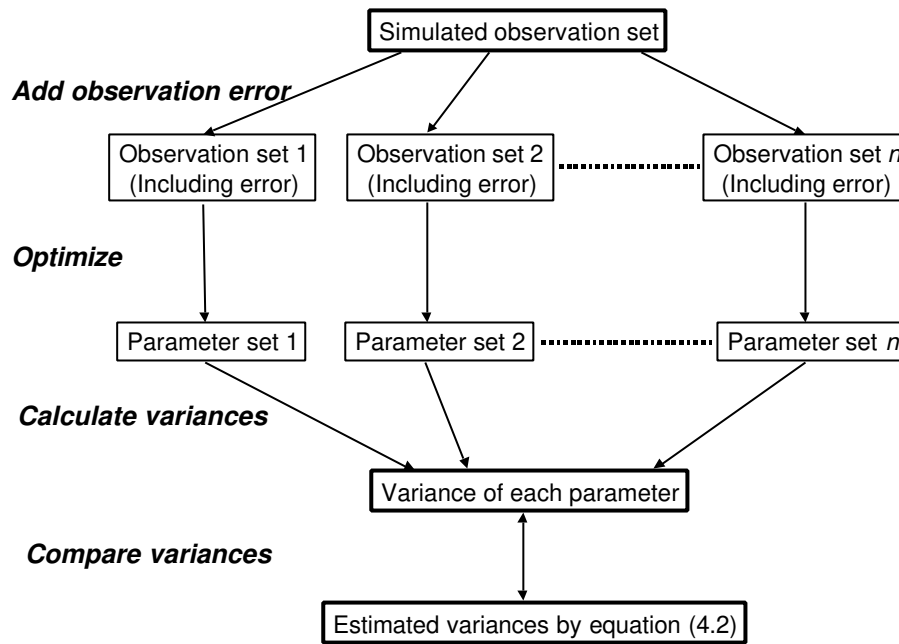 Simulated observation set
Add observation error
Observation set 1
(Including error)
Observation set 2
(Including error)
Observation set n
(Including error)
Optimize
Parameter set 1
Parameter set 2
Parameter set n
Calculate variances
Variance of each parameter
Compare variances
Estimated variances by equation (4.2)